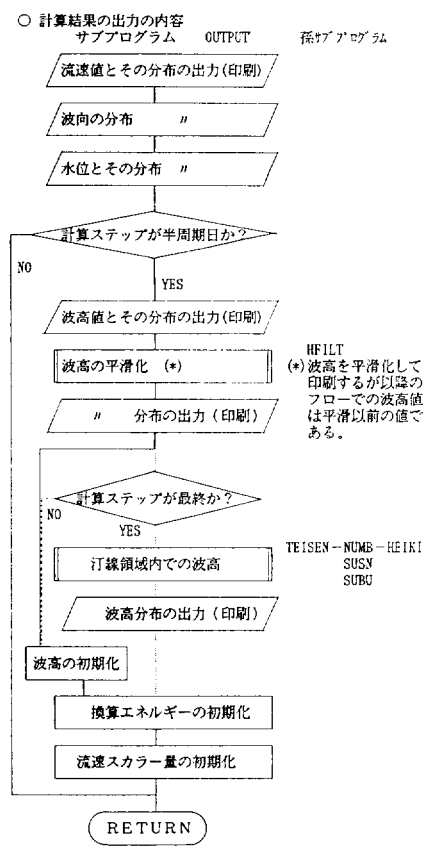 ○ 計算結果の出力の内容
サブプログラム OUTPUT 孫サブプログラム
流速値とその分布の出力(印刷)
波向の分布 〃
水位とその分布 〃
計算ステップが半周期日か?
NO
YES
波高値とその分布の出力(印刷)
波高の平滑化 (*)
HFILT
(*)波高を平滑化して
印刷するが以降の
フローでの波高値
は平滑以前の値で
ある。
〃 分布の出力(印刷)
計算ステップが最終か?
NO
YES
汀線領域内での波高
TEISEN-NUMB-HEIKI
SUSN
SUBU
波高分布の出力(印刷)
波高の初期化
換算エネルギーの初期化
流速スカラー量の初期化
RETURN